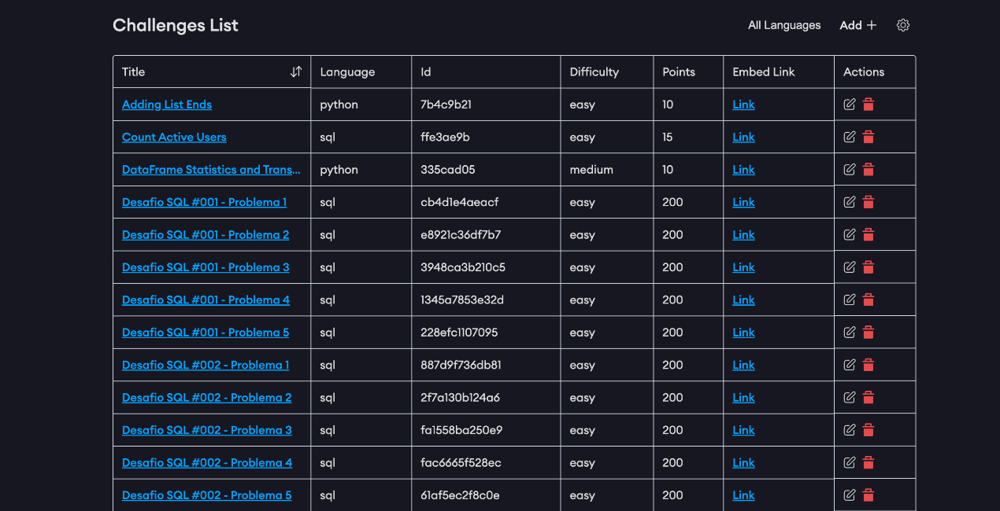 Challenges List All Languages Add +
Title Language Id Difficulty Points Embed Link Actions
Adding List Ends python 7b4c9b21 easy 10 Link
Count Active Users sql ffe3ae9b easy 15 Link
DataFrame Statistics and Trans... python 335cad05 medium 10 Link
Desafio SQL #001 - Problema 1 sql cb4d1e4aeacf easy 200 Link
Desafio SQL #001 - Problema 2 sql e8921c36df7b7 easy 200 Link
Desafio SQL #001 - Problema 3 sql 3948ca3b210c5 easy 200 Link
Desafio SQL #001 - Problema 4 sql 1345a7853e32d easy 200 Link
Desafio SQL #001 - Problema 5 sql 228efc1107095 easy 200 Link
Desafio SQL #002 - Problema 1 sql 887d9f736db81 easy 200 Link
Desafio SQL #002 - Problema 2 sql 2f7a130b124a6 easy 200 Link
Desafio SQL #002 - Problema 3 sql fa1558ba250e9 easy 200 Link
Desafio SQL #002 - Problema 4 sql fac6665f528ec easy 200 Link
Desafio SQL #002 - Problema 5 sql 61af5ec2f8c0e easy 200 Link